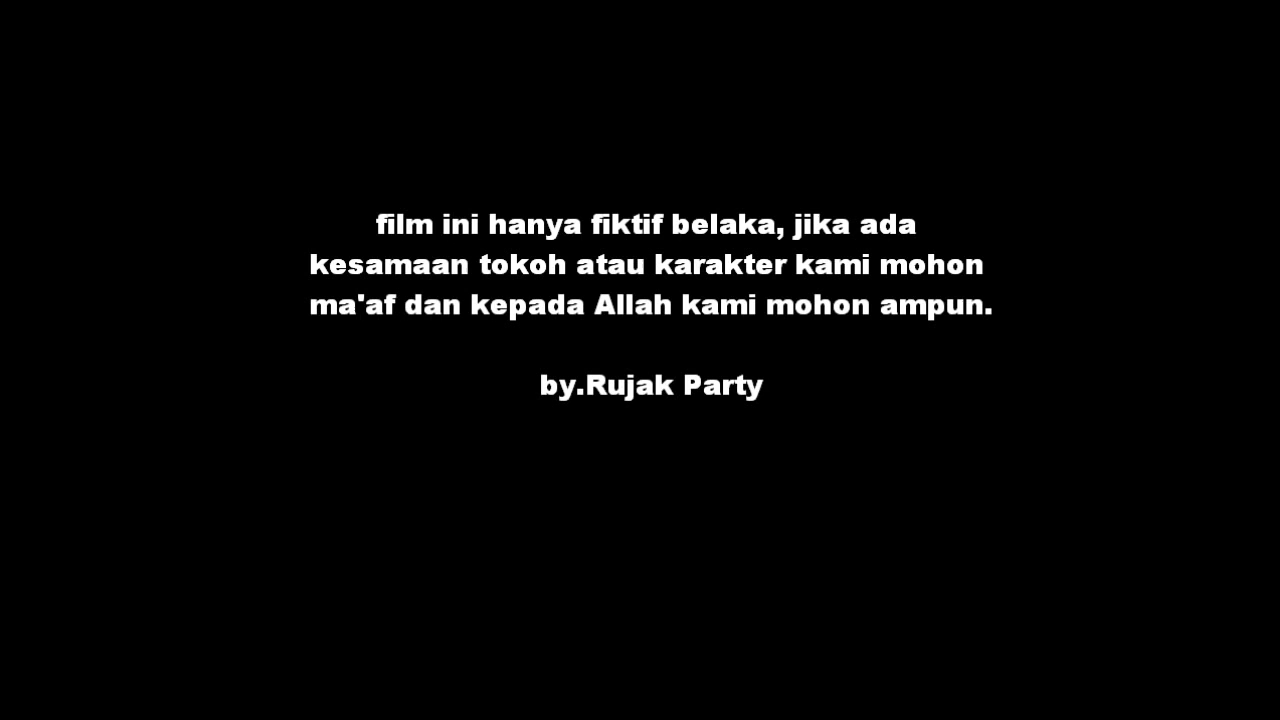 film ini hanya fiktif belaka, jika ada
kesamaan tokoh atau karakter kami mohon
ma'af dan kepada Allah kami mohon ampun.
by.Rujak Party